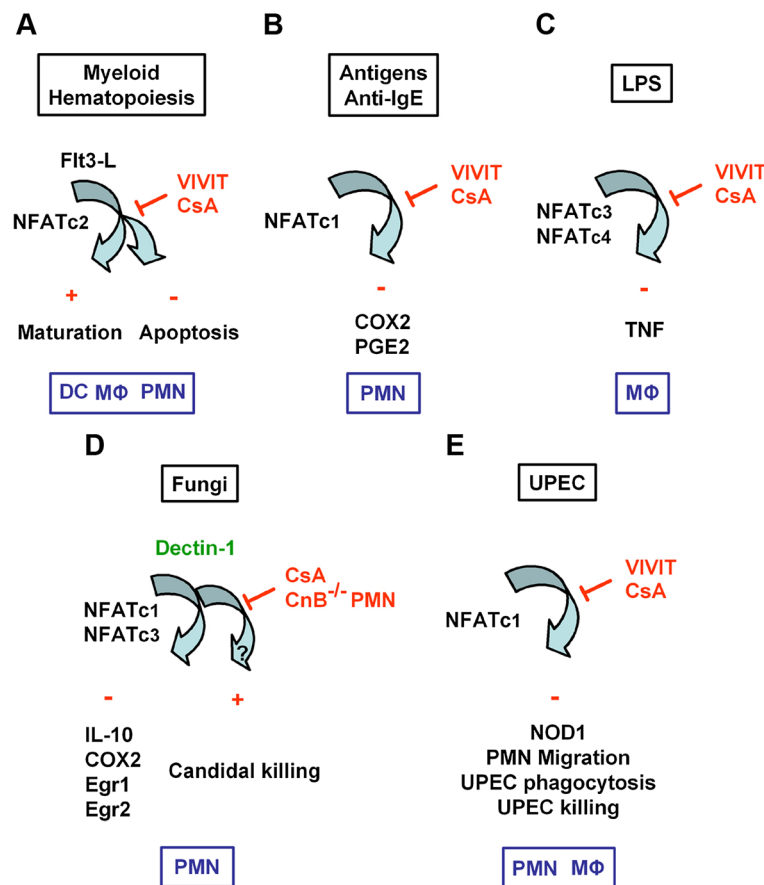 A
Myeloid
Hematopoiesis
Flt3-L
VIVIT
CsA
NFATc2
+ -
Maturation Apoptosis
DC MΦ PMN
B
Antigens
Anti-IgE
VIVIT
CsA
NFATc1
-
COX2
PGE2
PMN
C
LPS
VIVIT
CsA
NFATc3
NFATc4
-
TNF
MΦ
D
Fungi
Dectin-1
CsA
CnB-/- PMN
NFATc1
NFATc3
?
- +
IL-10
COX2
Egr1
Egr2
Candidal killing
PMN
E
UPEC
VIVIT
CsA
NFATc1
-
NOD1
PMN Migration
UPEC phagocytosis
UPEC killing
PMN MΦ